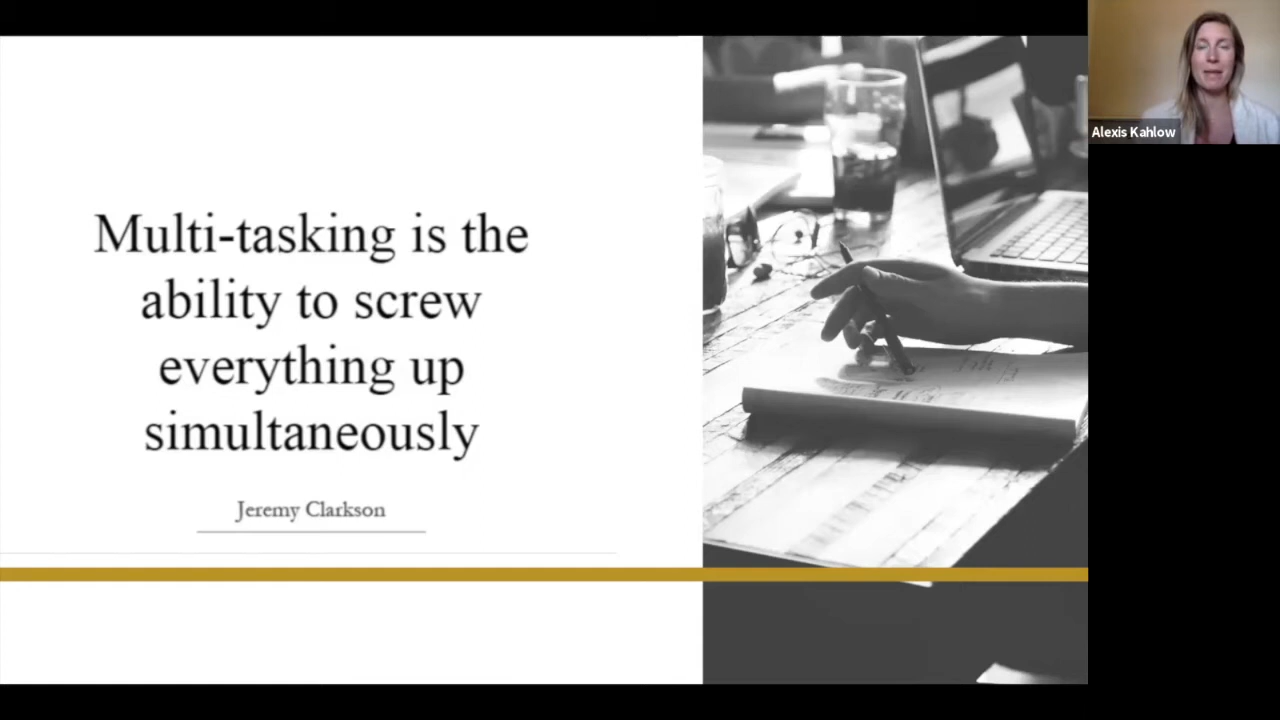 Multi-tasking is the
ability to screw
everything up
simultaneously
Jeremy Clarkson
Alexis Kahlow